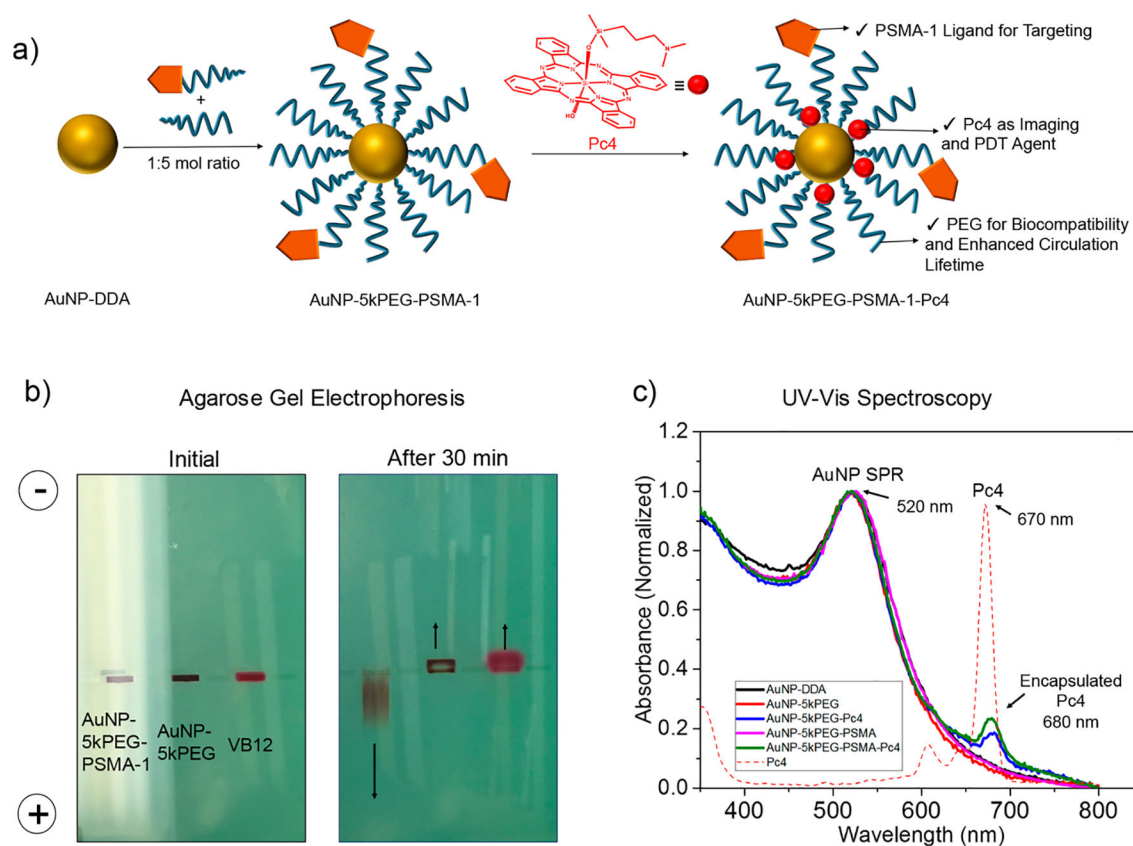 a)
+
1:5 mol ratio
AuNP-DDA
AuNP-5kPEG-PSMA-1
O
Si
N
N
N
N
N
Si
N
N
N
N
HO
Pc4
≡
✓ PSMA-1 Ligand for Targeting
✓ Pc4 as Imaging
and PDT Agent
✓ PEG for Biocompatibility
and Enhanced Circulation
Lifetime
AuNP-5kPEG-PSMA-1-Pc4
b)
Agarose Gel Electrophoresis
Initial
After 30 min
-
+
AuNP-
5kPEG-
PSMA-1
AuNP-
5kPEG
VB12
c)
UV-Vis Spectroscopy
Absorbance (Normalized)
1.2
1.0
0.8
0.6
0.4
0.2
0.0
AuNP SPR
520 nm
Pc4
670 nm
Encapsulated
Pc4
680 nm
AuNP-DDA
AuNP-5kPEG
AuNP-5kPEG-Pc4
AuNP-5kPEG-PSMA
AuNP-5kPEG-PSMA-Pc4
Pc4
400 500 600 700 800
Wavelength (nm)